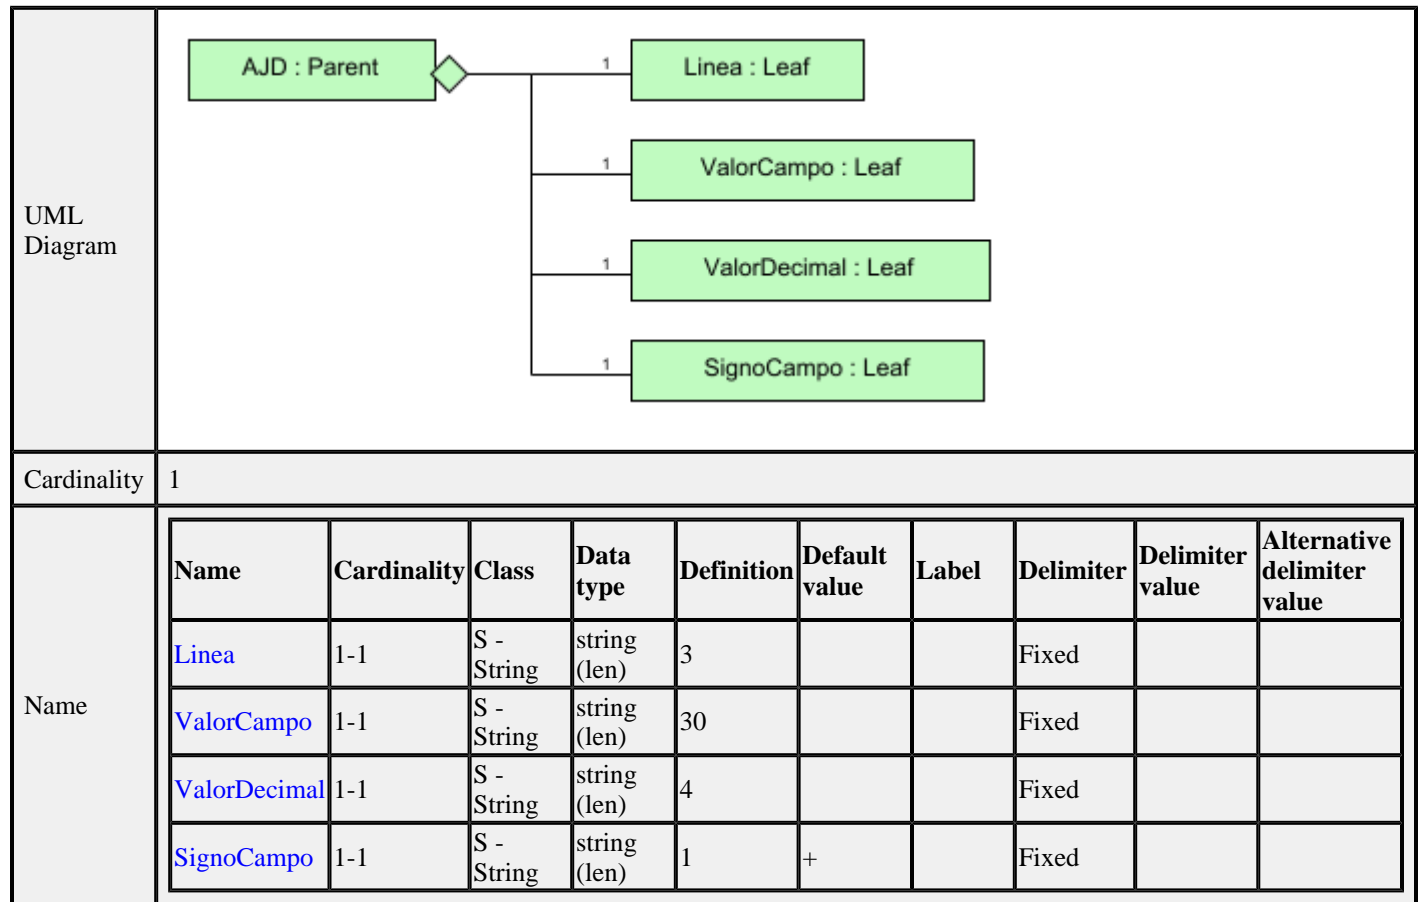 UML
Diagram
AJD : Parent
1
Linea : Leaf
1
ValorCampo : Leaf
1
ValorDecimal : Leaf
1
SignoCampo : Leaf
Cardinality 1
Name
Name Cardinality Class Data type Definition Default value Label Delimiter Delimiter value Alternative delimiter value
Linea 1-1 S - String string (len) 3 Fixed
ValorCampo 1-1 S - String string (len) 30 Fixed
ValorDecimal 1-1 S - String string (len) 4 Fixed
SignoCampo 1-1 S - String string (len) 1 + Fixed